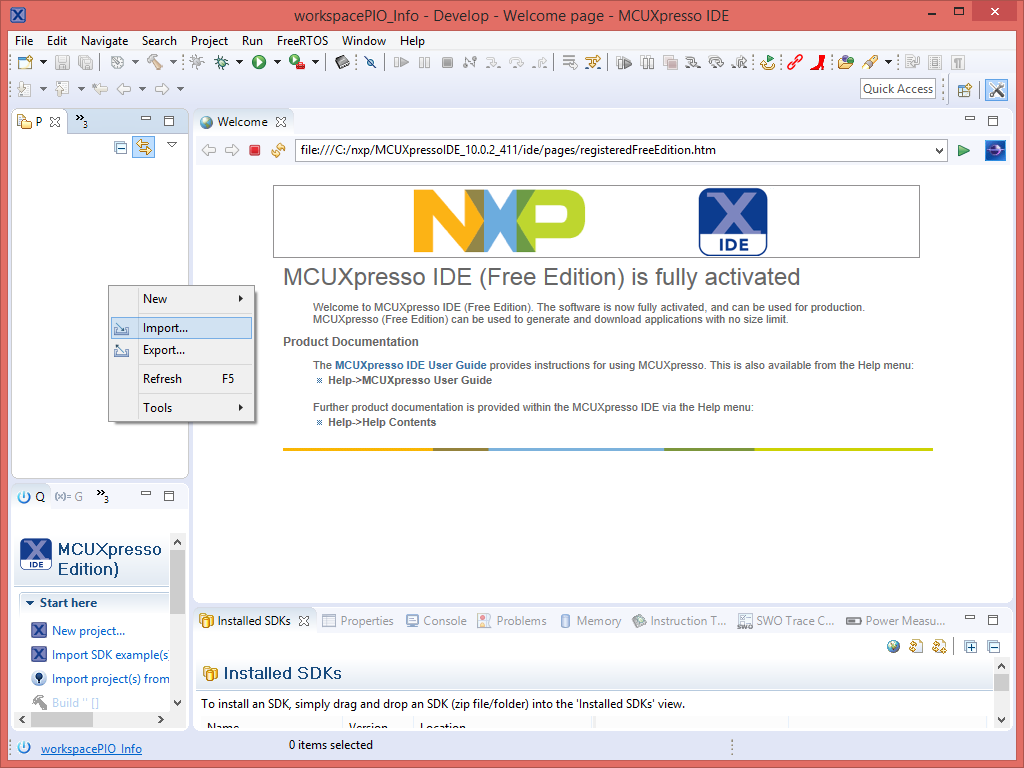 workspacePIO_Info - Develop - Welcome page - MCUXpresso IDE
File Edit Navigate Search Project Run FreeRTOS Window Help
Quick Access
P
3
Welcome
file:///C:/nxp/MCUXpressoIDE_10.0.2_411/ide/pages/registeredFreeEdition.htm
NXP
IDE
MCUXpresso IDE (Free Edition) is fully activated
Welcome to MCUXpresso IDE (Free Edition). The software is now fully activated, and can be used for production.
MCUXpresso (Free Edition) can be used to generate and download applications with no size limit.
Product Documentation
The MCUXpresso IDE User Guide provides instructions for using MCUXpresso. This is also available from the Help menu:
Help->MCUXpresso User Guide
Further product documentation is provided within the MCUXpresso IDE via the Help menu:
Help->Help Contents
New
Import...
Export...
Refresh F5
Tools
Q (x)= G 3
IDE
MCUXpresso
Edition)
Start here
New project...
Import SDK example(s)
Import project(s) from
Build '' []
Installed SDKs Properties Console Problems Memory Instruction T... SWO Trace C... Power Measu...
Installed SDKs
To install an SDK, simply drag and drop an SDK (zip file/folder) into the 'Installed SDKs' view.
Name Version Location
workspacePIO_Info
0 items selected